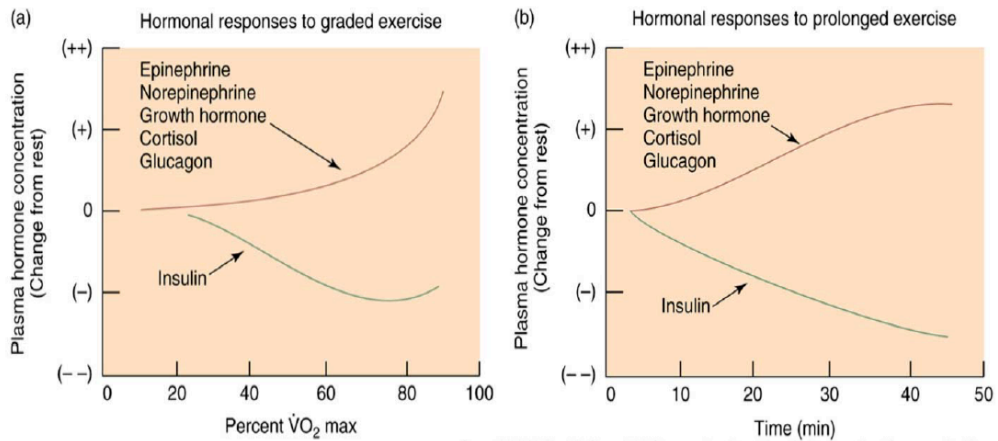 (a)
Hormonal responses to graded exercise
Plasma hormone concentration
(Change from rest)
(++)
(+)
0
(–)
(– –)
Epinephrine
Norepinephrine
Growth hormone
Cortisol
Glucagon
Insulin
0 20 40 60 80 100
Percent V̇O₂ max
(b)
Hormonal responses to prolonged exercise
Plasma hormone concentration
(Change from rest)
(++)
(+)
0
(–)
(– –)
Epinephrine
Norepinephrine
Growth hormone
Cortisol
Glucagon
Insulin
0 10 20 30 40 50
Time (min)